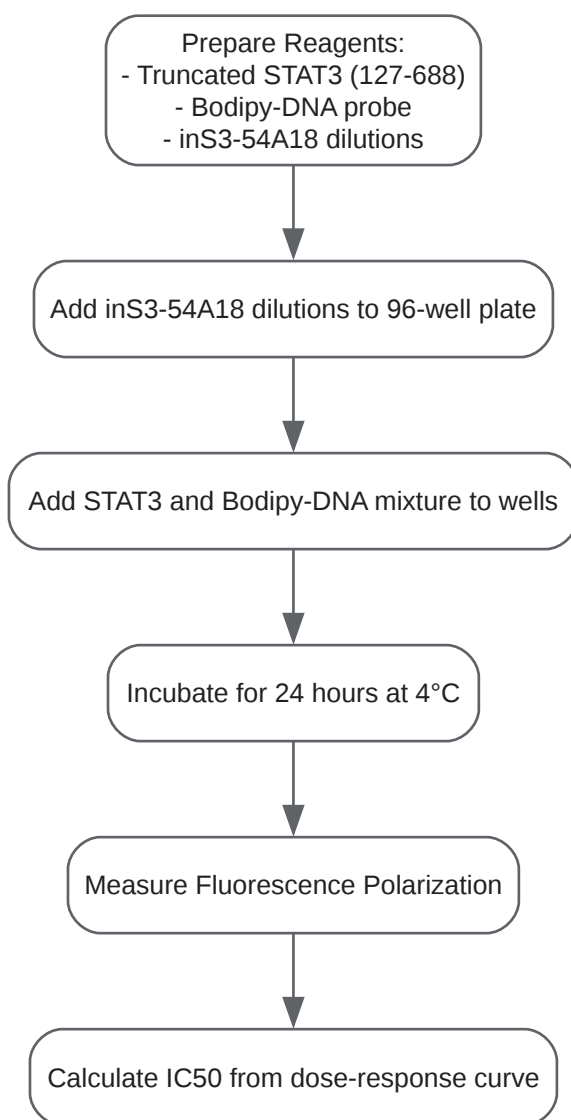 Prepare Reagents:
- Truncated STAT3 (127-688)
- Bodipy-DNA probe
- inS3-54A18 dilutions
Add inS3-54A18 dilutions to 96-well plate
Add STAT3 and Bodipy-DNA mixture to wells
Incubate for 24 hours at 4°C
Measure Fluorescence Polarization
Calculate IC50 from dose-response curve